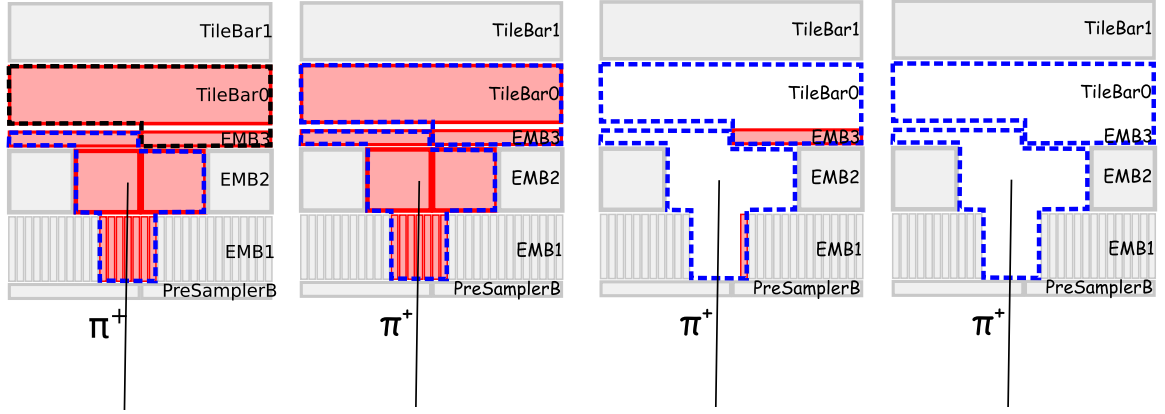 TileBar1 TileBar1 TileBar1 TileBar1
TileBar0 TileBar0 TileBar0 TileBar0
EMB3 EMB3 EMB3 EMB3
EMB2 EMB2 EMB2 EMB2
EMB1 EMB1 EMB1 EMB1
PreSamplerB PreSamplerB PreSamplerB PreSamplerB
π+ π+ π+ π+